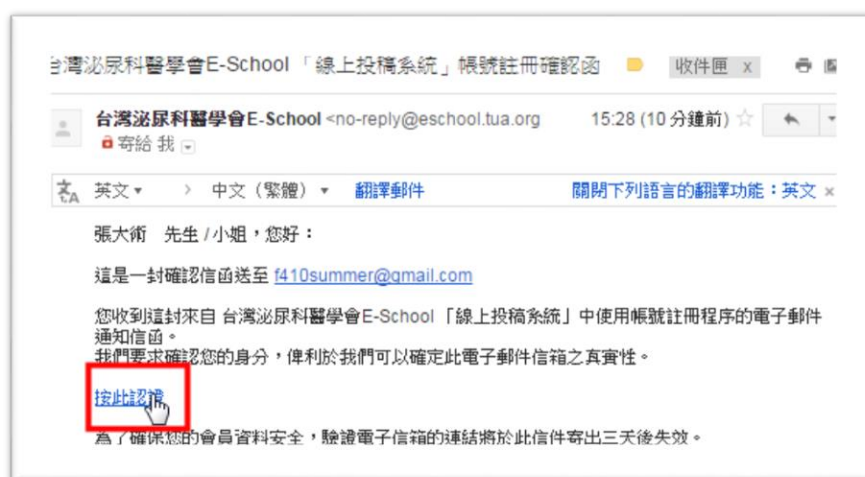 台灣泌尿科醫學會E-School 「線上投稿系統」帳號註冊確認函 收件匣 x
台灣泌尿科醫學會E-School <no-reply@eschool.tua.org 15:28 (10 分鐘前)
寄給 我
英文 > 中文（繁體） 翻譯郵件 關閉下列語言的翻譯功能：英文 x
張大術 先生 / 小姐，您好：
這是一封確認信函送至 f410summer@gmail.com
您收到這封來自 台灣泌尿科醫學會E-School 「線上投稿系統」中使用帳號註冊程序的電子郵件
通知信函。
我們要求確認您的身分，俾利於我們可以確定此電子郵件信箱之真實性。
按此認證
為了確保您的會員資料安全，驗證電子信箱的連結將於此信件寄出三天後失效。